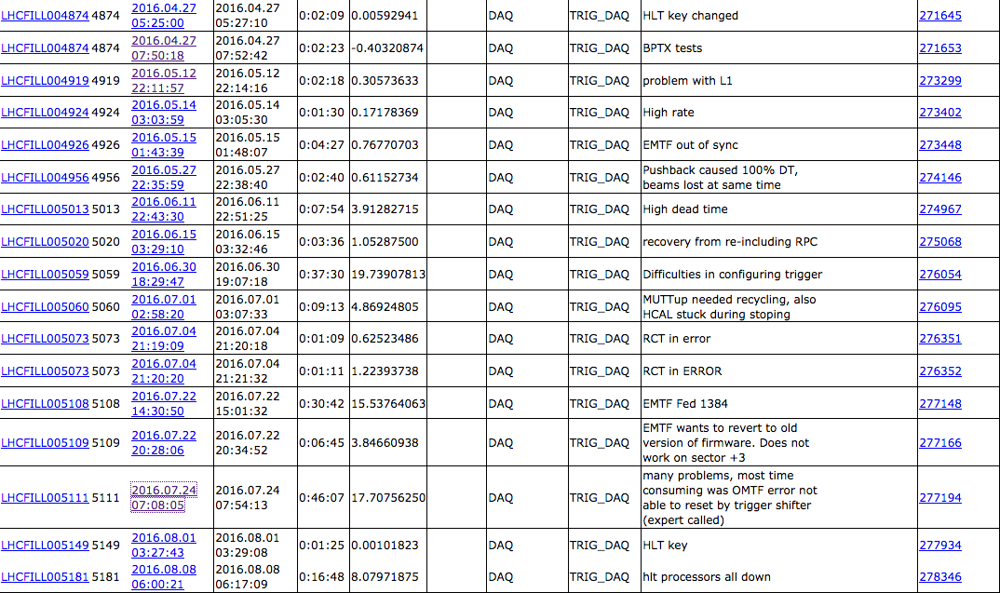 LHCFILL004874 4874 2016.04.27 05:25:00 2016.04.27 05:27:10 0:02:09 0.00592941 DAQ TRIG_DAQ HLT key changed 271645
LHCFILL004874 4874 2016.04.27 07:50:18 2016.04.27 07:52:42 0:02:23 -0.40320874 DAQ TRIG_DAQ BPTX tests 271653
LHCFILL004919 4919 2016.05.12 22:11:57 2016.05.12 22:14:16 0:02:18 0.30573633 DAQ TRIG_DAQ problem with L1 273299
LHCFILL004924 4924 2016.05.14 03:03:59 2016.05.14 03:05:30 0:01:30 0.17178369 DAQ TRIG_DAQ High rate 273402
LHCFILL004926 4926 2016.05.15 01:43:39 2016.05.15 01:48:07 0:04:27 0.76770703 DAQ TRIG_DAQ EMTF out of sync 273448
LHCFILL004956 4956 2016.05.27 22:35:59 2016.05.27 22:38:40 0:02:40 0.61152734 DAQ TRIG_DAQ Pushback caused 100% DT, beams lost at same time 274146
LHCFILL005013 5013 2016.06.11 22:43:30 2016.06.11 22:51:25 0:07:54 3.91282715 DAQ TRIG_DAQ High dead time 274967
LHCFILL005020 5020 2016.06.15 03:29:10 2016.06.15 03:32:46 0:03:36 1.05287500 DAQ TRIG_DAQ recovery from re-including RPC 275068
LHCFILL005059 5059 2016.06.30 18:29:47 2016.06.30 19:07:18 0:37:30 19.73907813 DAQ TRIG_DAQ Difficulties in configuring trigger 276054
LHCFILL005060 5060 2016.07.01 02:58:20 2016.07.01 03:07:33 0:09:13 4.86924805 DAQ TRIG_DAQ MUTTup needed recycling, also HCAL stuck during stoping 276095
LHCFILL005073 5073 2016.07.04 21:19:09 2016.07.04 21:20:18 0:01:09 0.62523486 DAQ TRIG_DAQ RCT in error 276351
LHCFILL005073 5073 2016.07.04 21:20:20 2016.07.04 21:21:32 0:01:11 1.22393738 DAQ TRIG_DAQ RCT in ERROR 276352
LHCFILL005108 5108 2016.07.22 14:30:50 2016.07.22 15:01:32 0:30:42 15.53764063 DAQ TRIG_DAQ EMTF Fed 1384 277148
LHCFILL005109 5109 2016.07.22 20:28:06 2016.07.22 20:34:52 0:06:45 3.84660938 DAQ TRIG_DAQ EMTF wants to revert to old version of firmware. Does not work on sector +3 277166
LHCFILL005111 5111 2016.07.24 07:08:05 2016.07.24 07:54:13 0:46:07 17.70756250 DAQ TRIG_DAQ many problems, most time consuming was OMTF error not able to reset by trigger shifter (expert called) 277194
LHCFILL005149 5149 2016.08.01 03:27:43 2016.08.01 03:29:08 0:01:25 0.00101823 DAQ TRIG_DAQ HLT key 277934
LHCFILL005181 5181 2016.08.08 06:00:21 2016.08.08 06:17:09 0:16:48 8.07971875 DAQ TRIG_DAQ hlt processors all down 278346